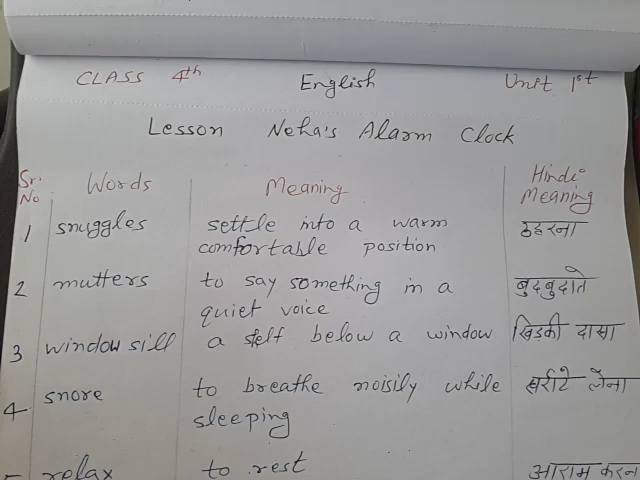 CLASS 4th English Unit 1st
Lesson Neha's Alarm Clock
Sr. No Words Meaning Hindi Meaning
1 snuggles settle into a warm ठहरना
comfortable position
2 mutters to say something in a बुदबुदाते
quiet voice
3 window sill a below a window खिडकी दासा
4 snore to breathe noisily while खर्राटे लेना
sleeping
relax to rest आराम करन